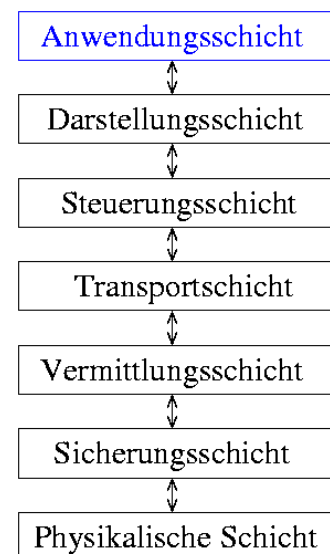 Anwendungsschicht
Darstellungsschicht
Steuerungsschicht
Transportschicht
Vermittlungsschicht
Sicherungsschicht
Physikalische Schicht